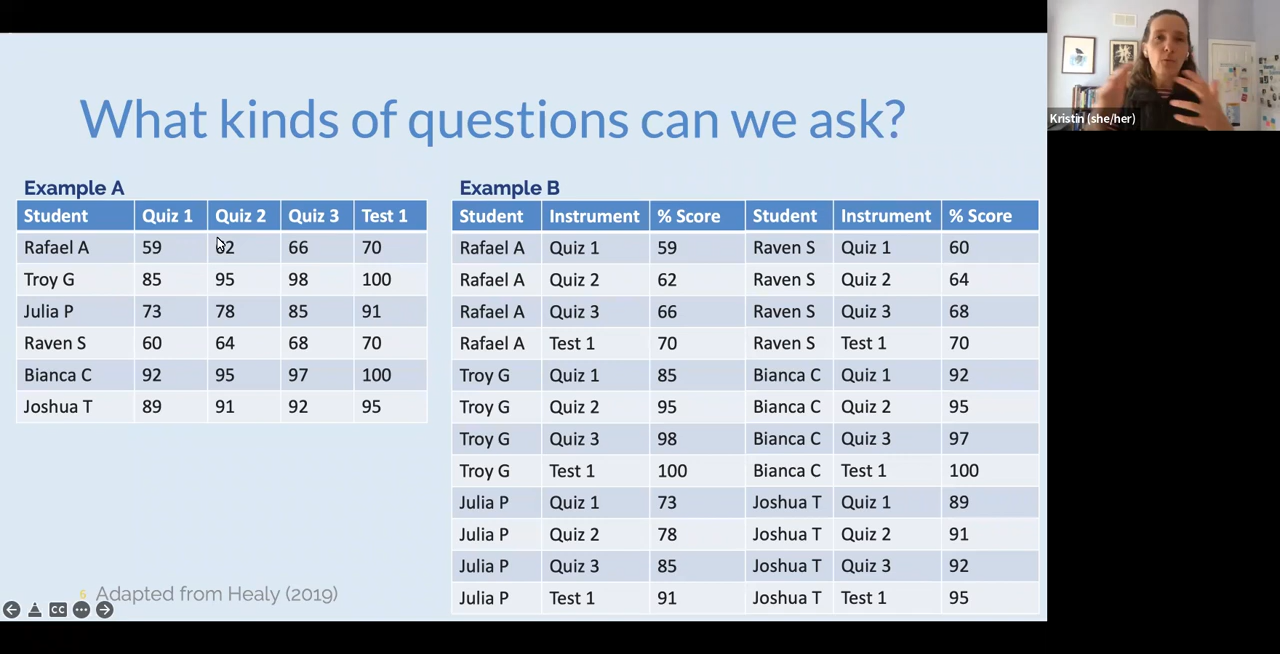 What kinds of questions can we ask?
Kristin (she/her)
Example A
Student Quiz 1 Quiz 2 Quiz 3 Test 1
Rafael A 59 62 66 70
Troy G 85 95 98 100
Julia P 73 78 85 91
Raven S 60 64 68 70
Bianca C 92 95 97 100
Joshua T 89 91 92 95
Example B
Student Instrument % Score Student Instrument % Score
Rafael A Quiz 1 59 Raven S Quiz 1 60
Rafael A Quiz 2 62 Raven S Quiz 2 64
Rafael A Quiz 3 66 Raven S Quiz 3 68
Rafael A Test 1 70 Raven S Test 1 70
Troy G Quiz 1 85 Bianca C Quiz 1 92
Troy G Quiz 2 95 Bianca C Quiz 2 95
Troy G Quiz 3 98 Bianca C Quiz 3 97
Troy G Test 1 100 Bianca C Test 1 100
Julia P Quiz 1 73 Joshua T Quiz 1 89
Julia P Quiz 2 78 Joshua T Quiz 2 91
Julia P Quiz 3 85 Joshua T Quiz 3 92
Julia P Test 1 91 Joshua T Test 1 95
6 Adapted from Healy (2019)
CC